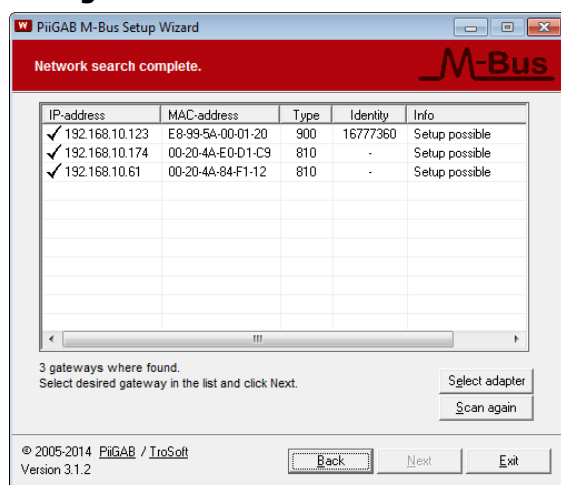 PiiGAB M-Bus Setup Wizard
Network search complete.
M-Bus
IP-address MAC-address Type Identity Info
192.168.10.123 E8-99-5A-00-01-20 900 16777360 Setup possible
192.168.10.174 00-20-4A-E0-D1-C9 810 - Setup possible
192.168.10.61 00-20-4A-84-F1-12 810 - Setup possible
3 gateways where found.
Select desired gateway in the list and click Next.
Select adapter
Scan again
© 2005-2014 PiiGAB / TroSoft
Version 3.1.2
Back Next Exit